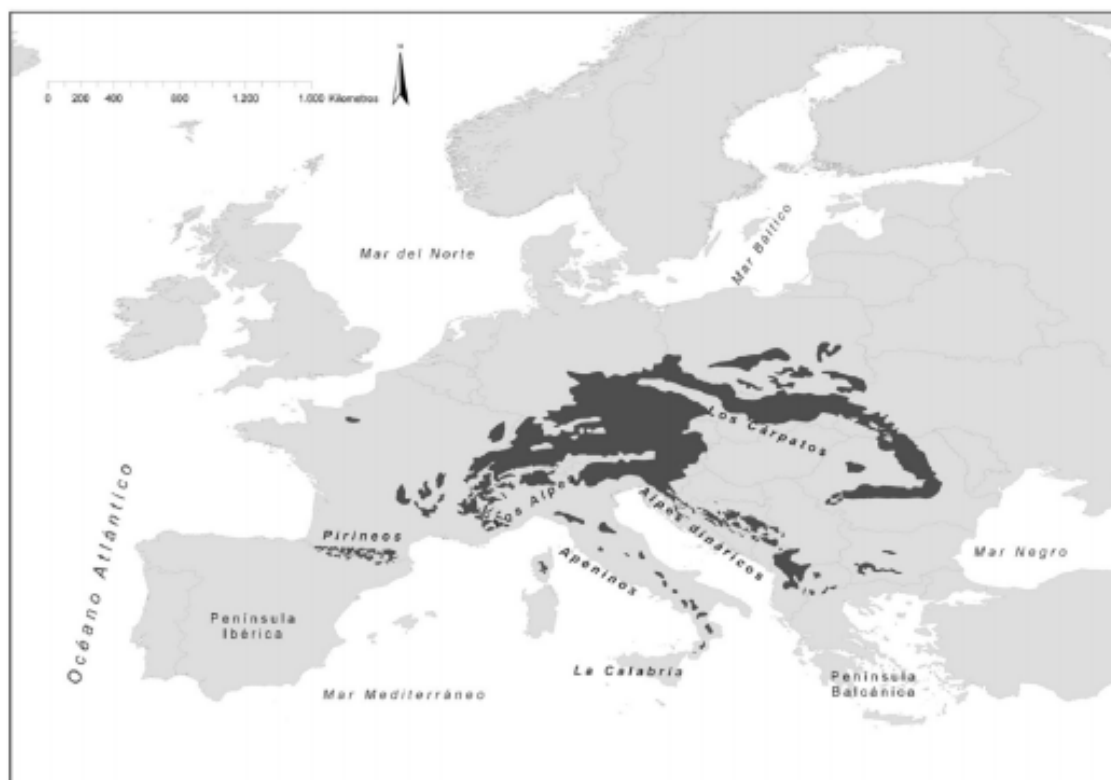 N
0 200 400 800 1.200 1.000 Kilometros
Mar del Norte
Mar Báltico
Los Cárpatos
Océano Atlántico
Los Alpes
Pirineos
Alpes dináricos
Mar Negro
Apeninos
Península
Ibérica
La Calabria
Península
Balcánica
Mar Mediterráneo